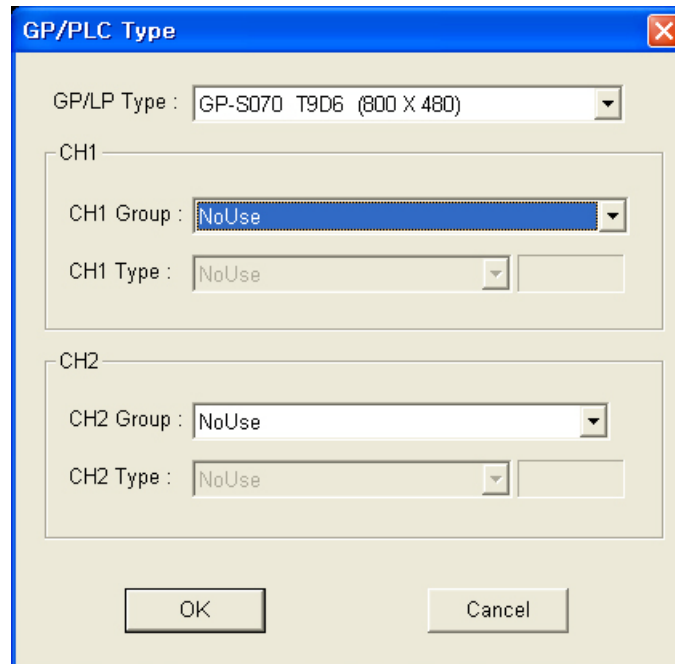 GP/PLC Type
GP/LP Type : GP-S070 T9D6 (800 X 480)
CH1
CH1 Group : NoUse
CH1 Type : NoUse
CH2
CH2 Group : NoUse
CH2 Type : NoUse
OK Cancel